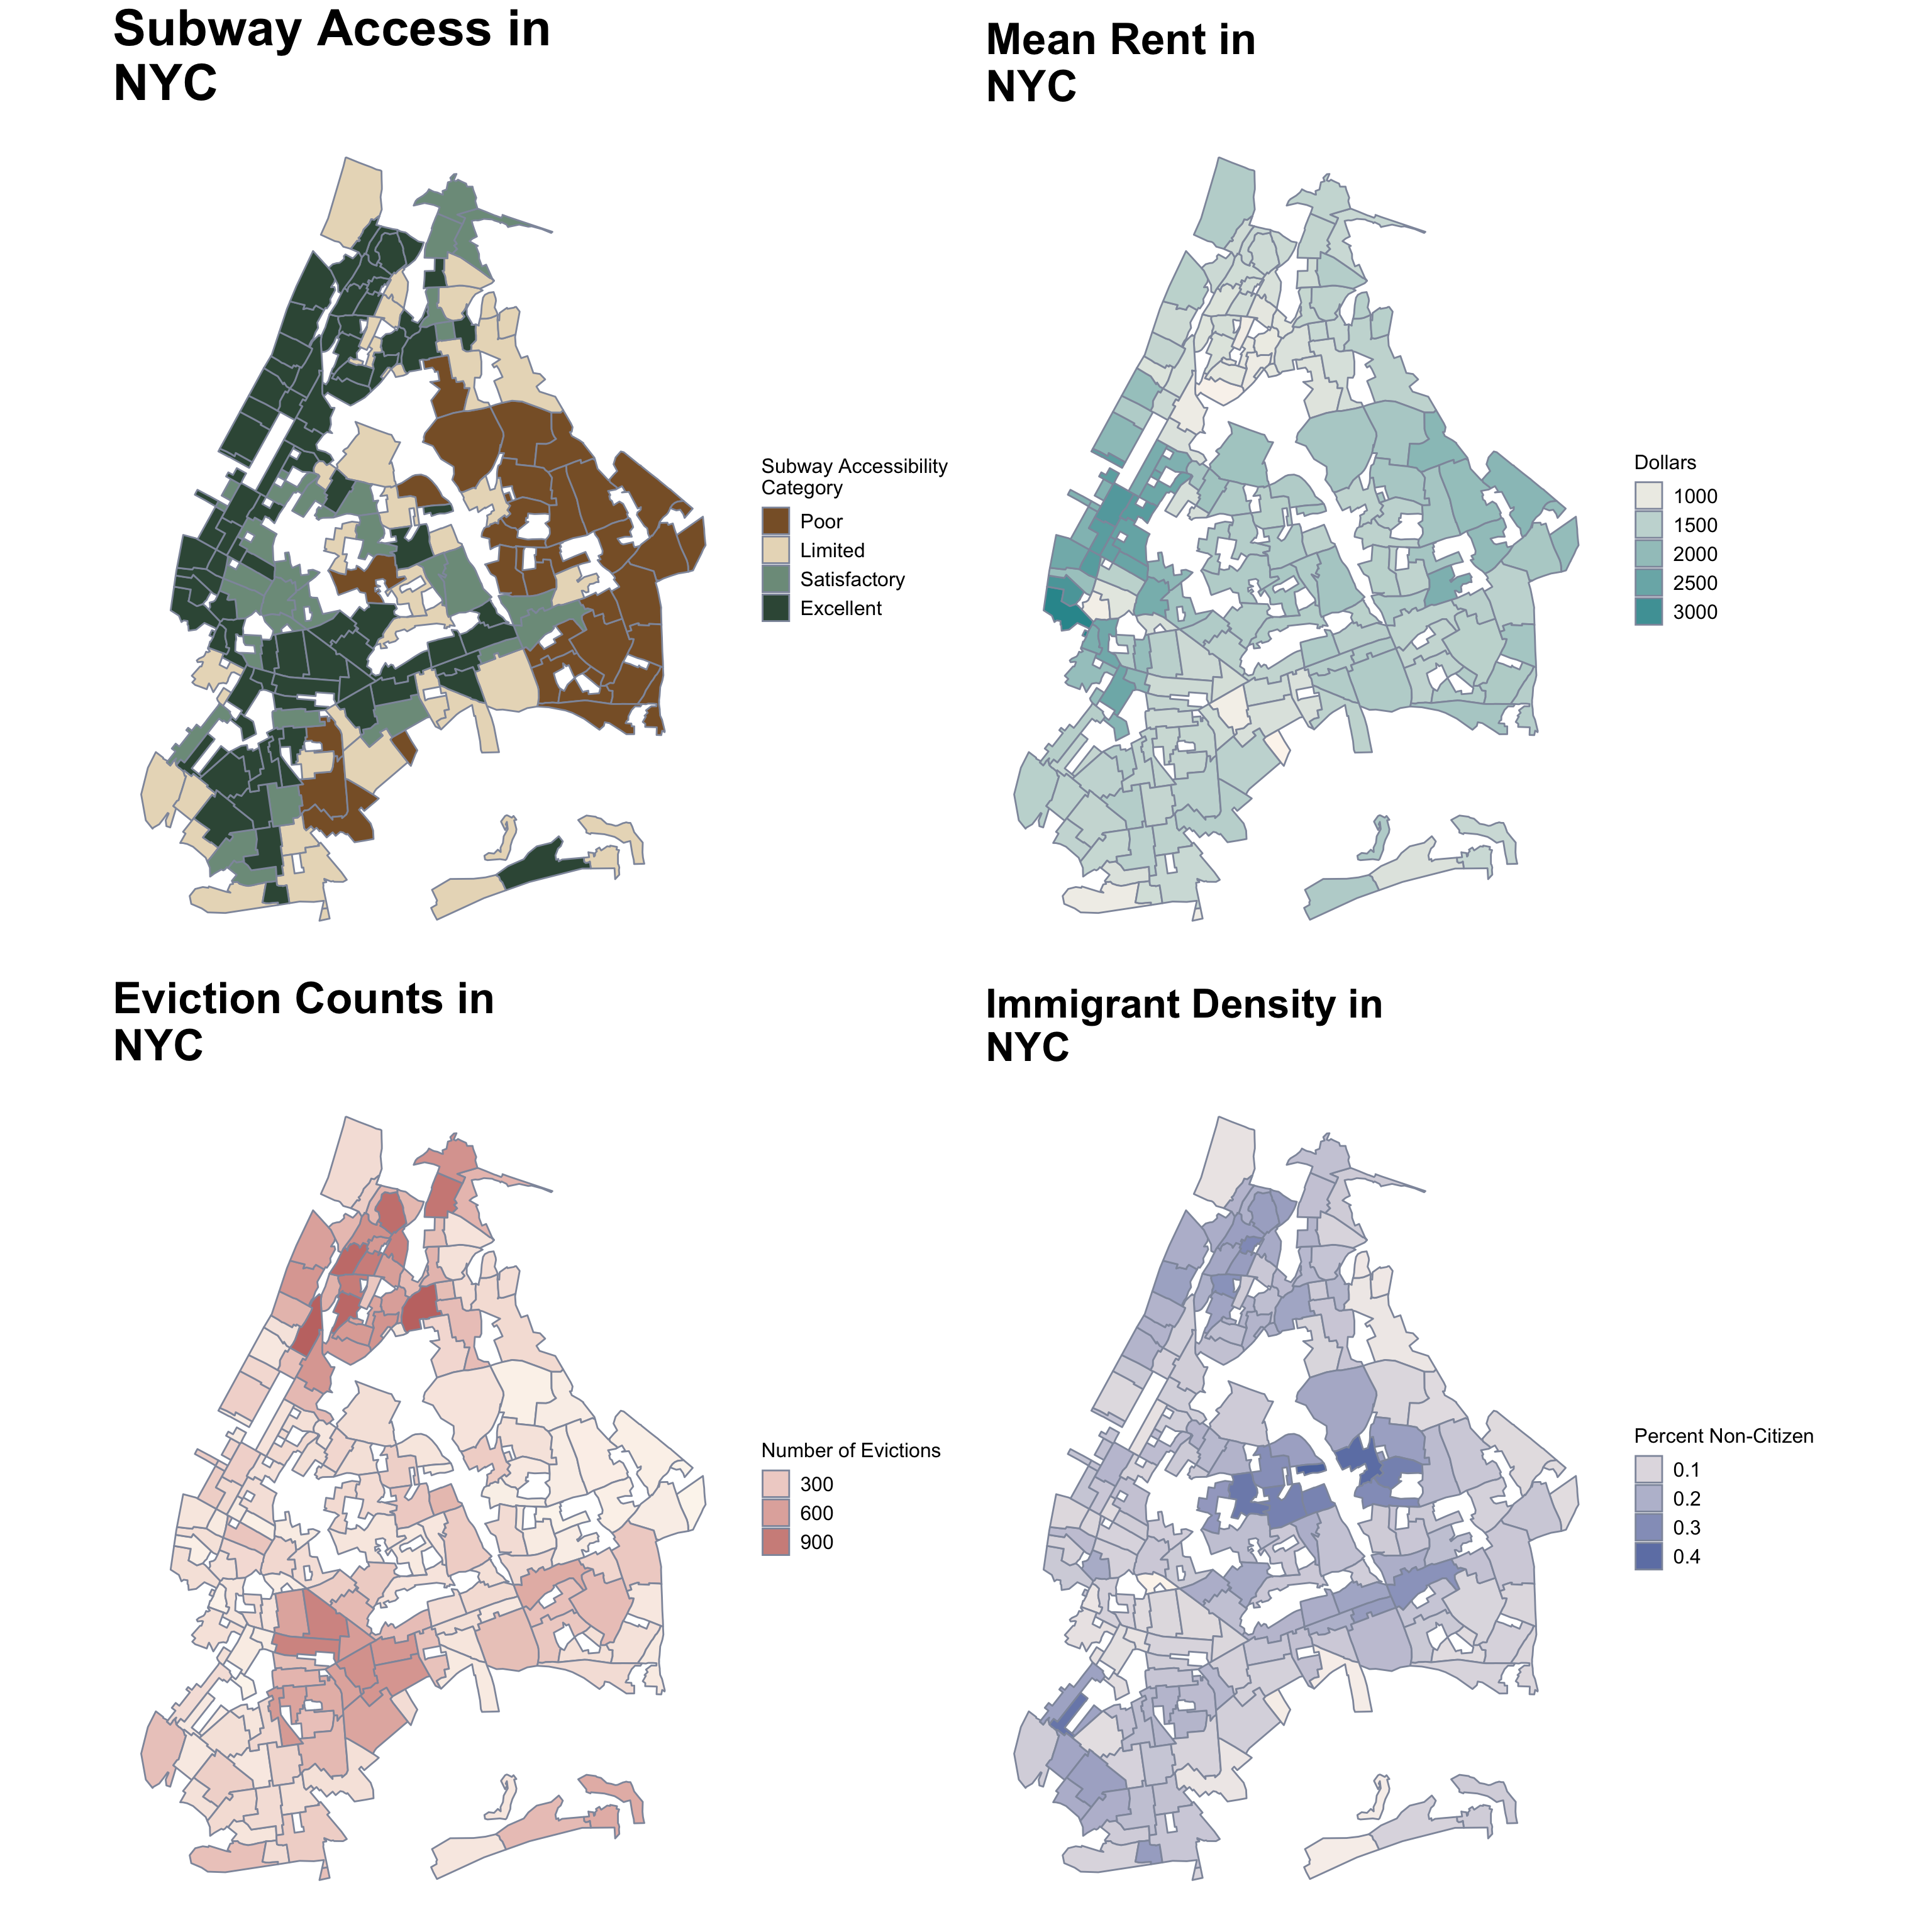 Subway Access in
NYC
Subway Accessibility
Category
Poor
Limited
Satisfactory
Excellent
Mean Rent in
NYC
Dollars
1000
1500
2000
2500
3000
Eviction Counts in
NYC
Number of Evictions
300
600
900
Immigrant Density in
NYC
Percent Non-Citizen
0.1
0.2
0.3
0.4